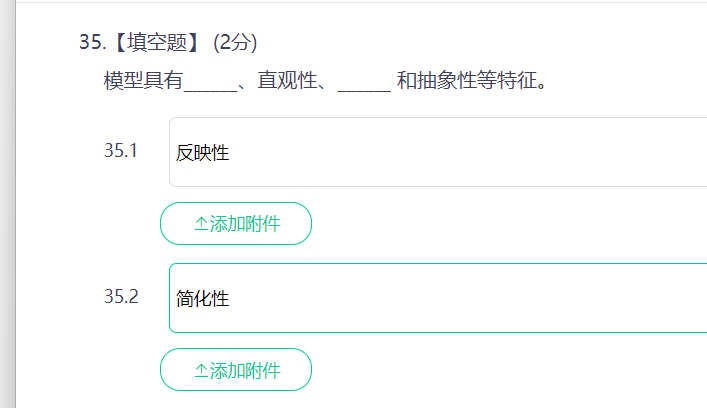 35.【填空题】 (2分)
模型具有______、直观性、______ 和抽象性等特征。
35.1
反映性
添加附件
35.2
简化性
添加附件